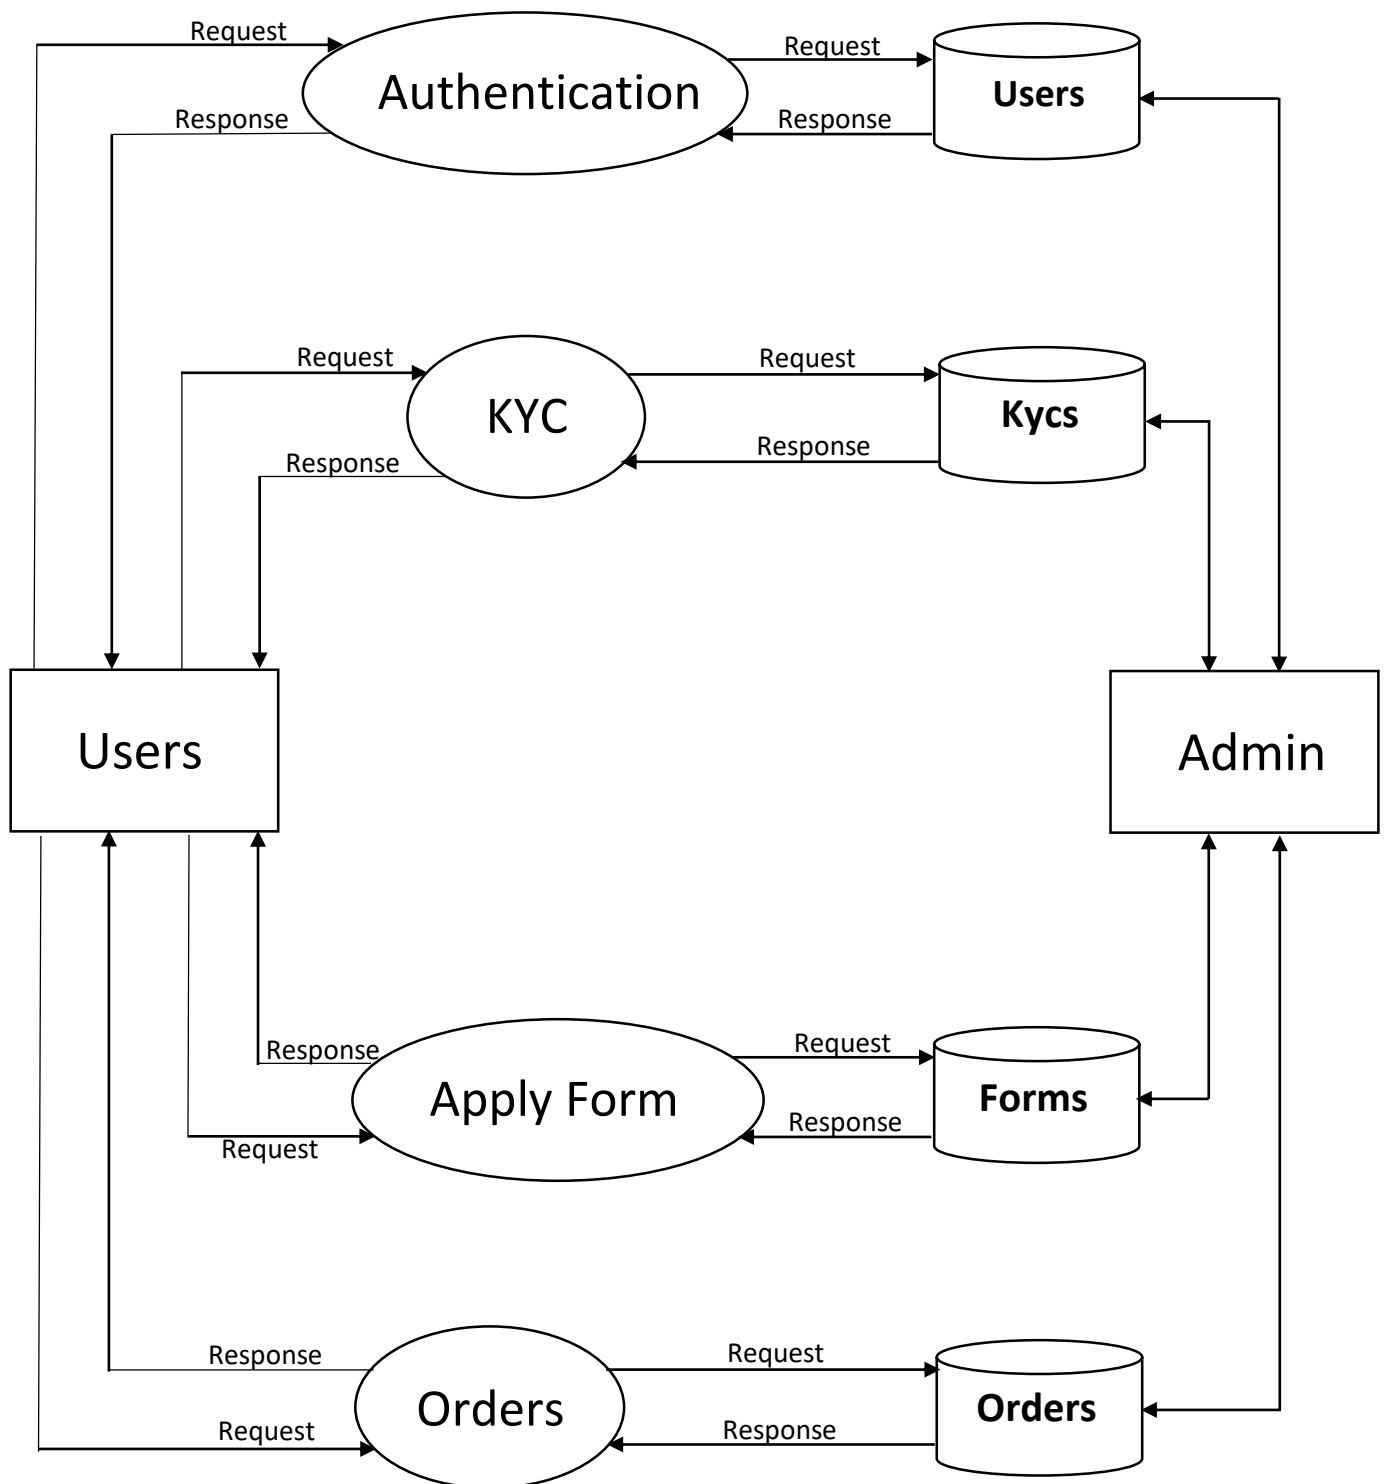 Request
Request
Authentication
Users
Response
Response
Request
Request
KYC
Kycs
Response
Response
Users
Admin
Response
Request
Apply Form
Forms
Request
Response
Response
Request
Orders
Orders
Request
Response